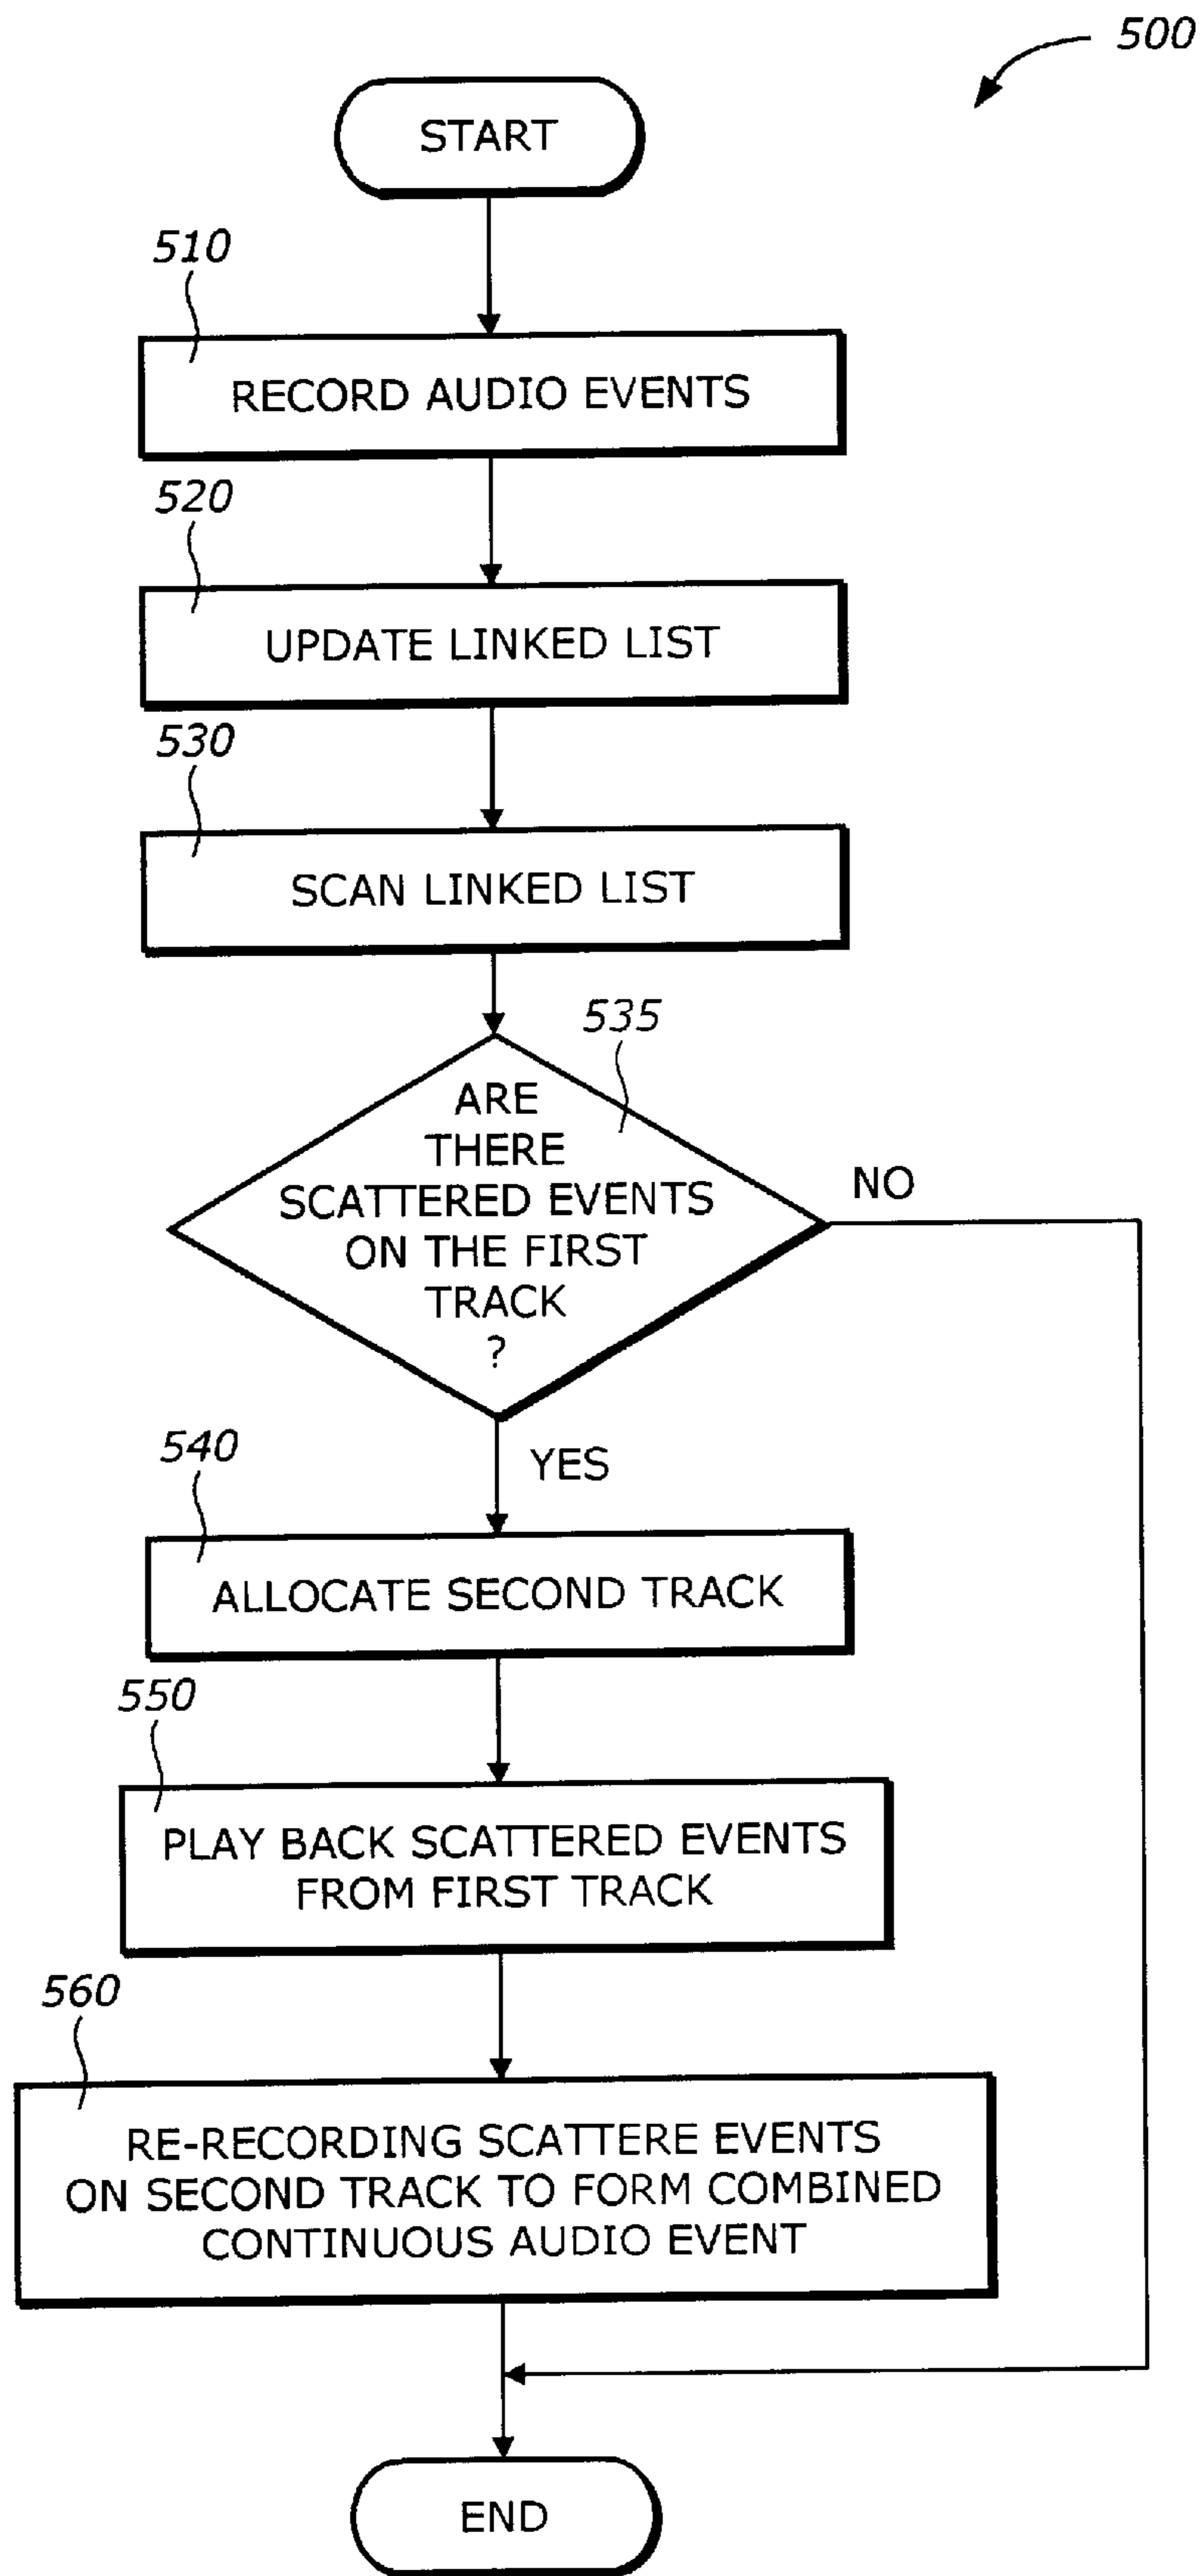 500
START
510
RECORD AUDIO EVENTS
520
UPDATE LINKED LIST
530
SCAN LINKED LIST
535
ARE
THERE
SCATTERED EVENTS
ON THE FIRST
TRACK
?
NO
YES
540
ALLOCATE SECOND TRACK
550
PLAY BACK SCATTERED EVENTS
FROM FIRST TRACK
560
RE-RECORDING SCATTERE EVENTS
ON SECOND TRACK TO FORM COMBINED
CONTINUOUS AUDIO EVENT
END